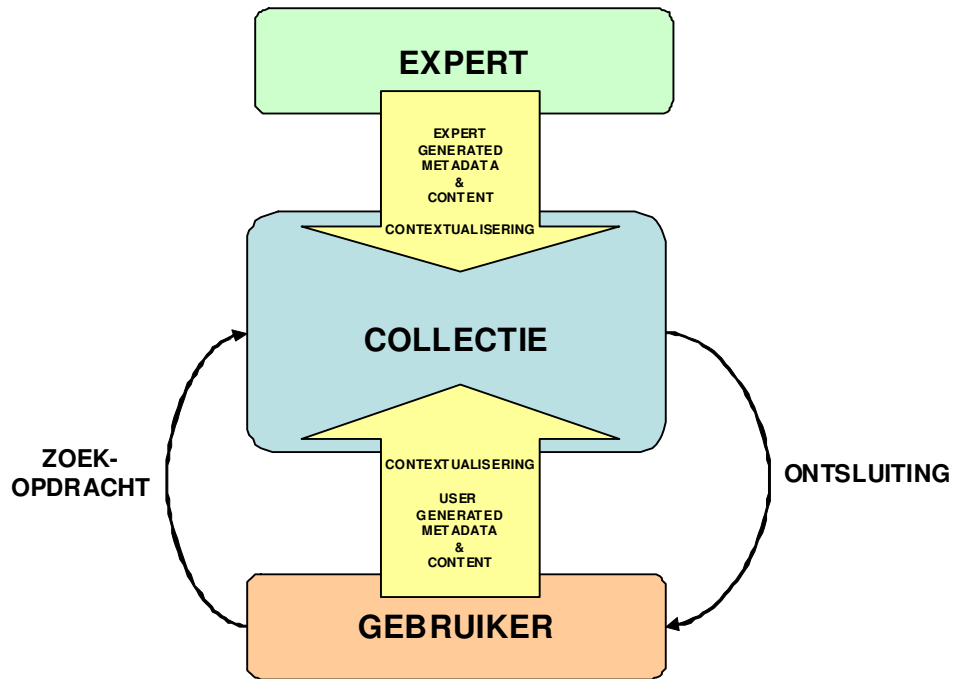 EXPERT
EXPERT
GENERATED
METADATA
&
CONTENT
CONTEXTUALISERING
COLLECTIE
ZOEK-
OPDRACHT
ONTSLUITING
CONTEXTUALISERING
USER
GENERATED
METADATA
&
CONTENT
GEBRUIKER